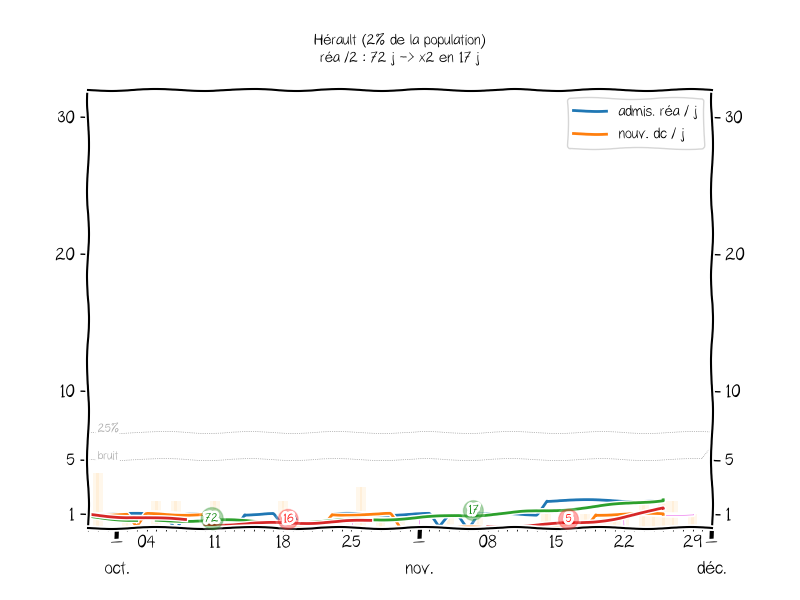 Hérault (2% de la population)
réa /2 : 72 j -> x2 en 17 j
admis. réa / j
nouv. dc / j
30
30
20
20
10
10
25%
5
bruit
5
1
72
16
17
5
1
04
11
18
25
08
15
22
29
oct.
nov.
déc.